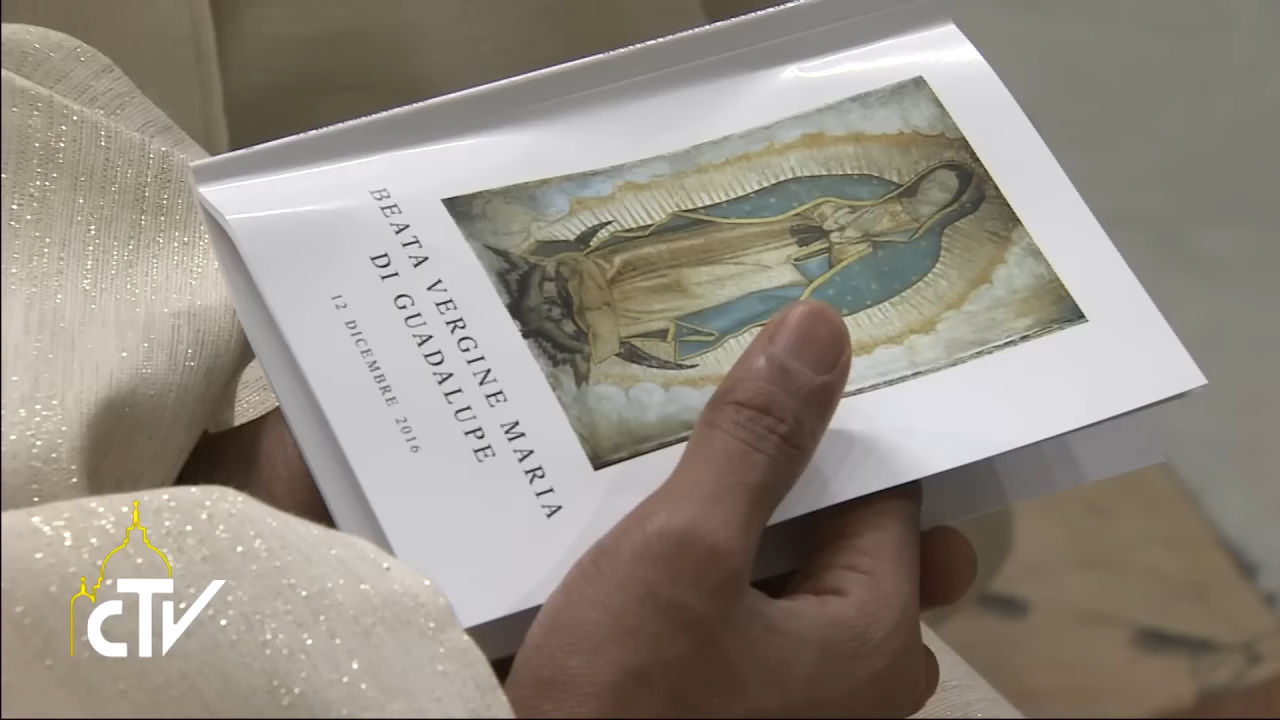 BEATA VERGINE MARIA
DI GUADALUPE
12 DICEMBRE 2016
CTV